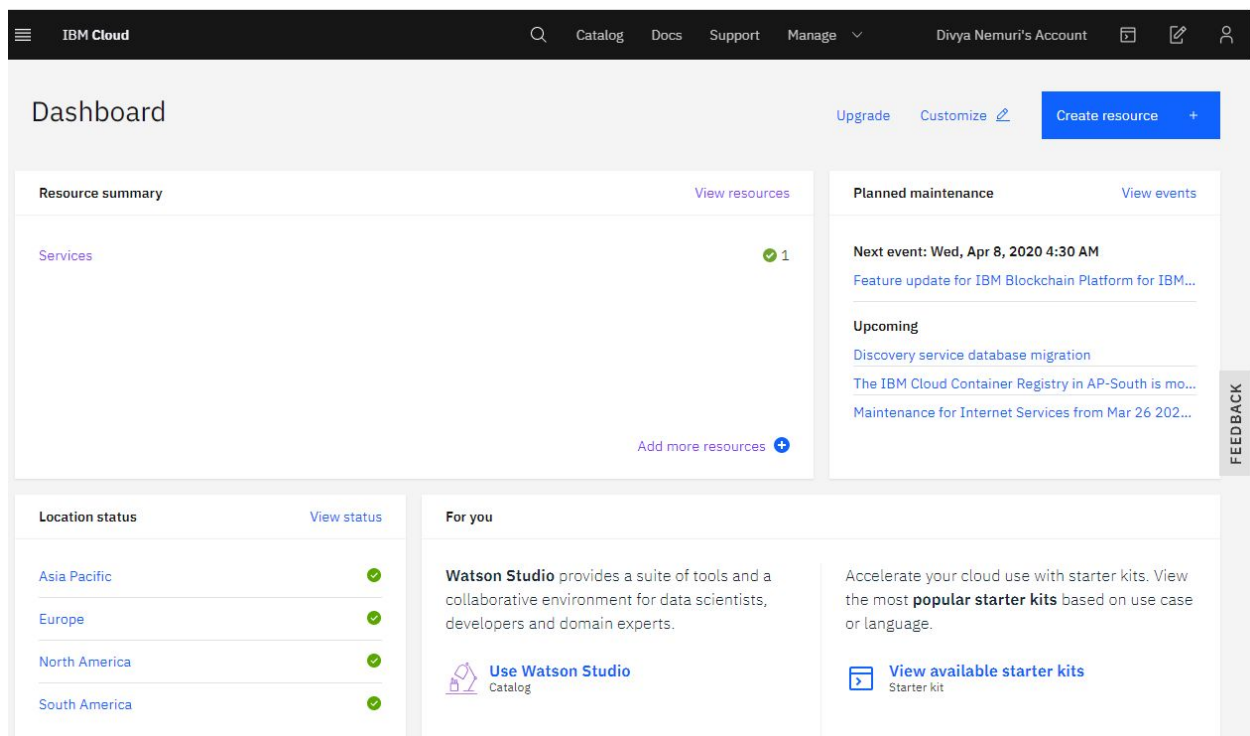 IBM Cloud
Catalog Docs Support Manage
Divya Nemuri's Account
Dashboard
Upgrade
Customize
Create resource +
Resource summary
View resources
Services
1
Add more resources
Planned maintenance
View events
Next event: Wed, Apr 8, 2020 4:30 AM
Feature update for IBM Blockchain Platform for IBM...
Upcoming
Discovery service database migration
The IBM Cloud Container Registry in AP-South is mo...
Maintenance for Internet Services from Mar 26 202...
FEEDBACK
Location status
View status
Asia Pacific
Europe
North America
South America
For you
Watson Studio provides a suite of tools and a
collaborative environment for data scientists,
developers and domain experts.
Use Watson Studio
Catalog
Accelerate your cloud use with starter kits. View
the most popular starter kits based on use case
or language.
View available starter kits
Starter kit